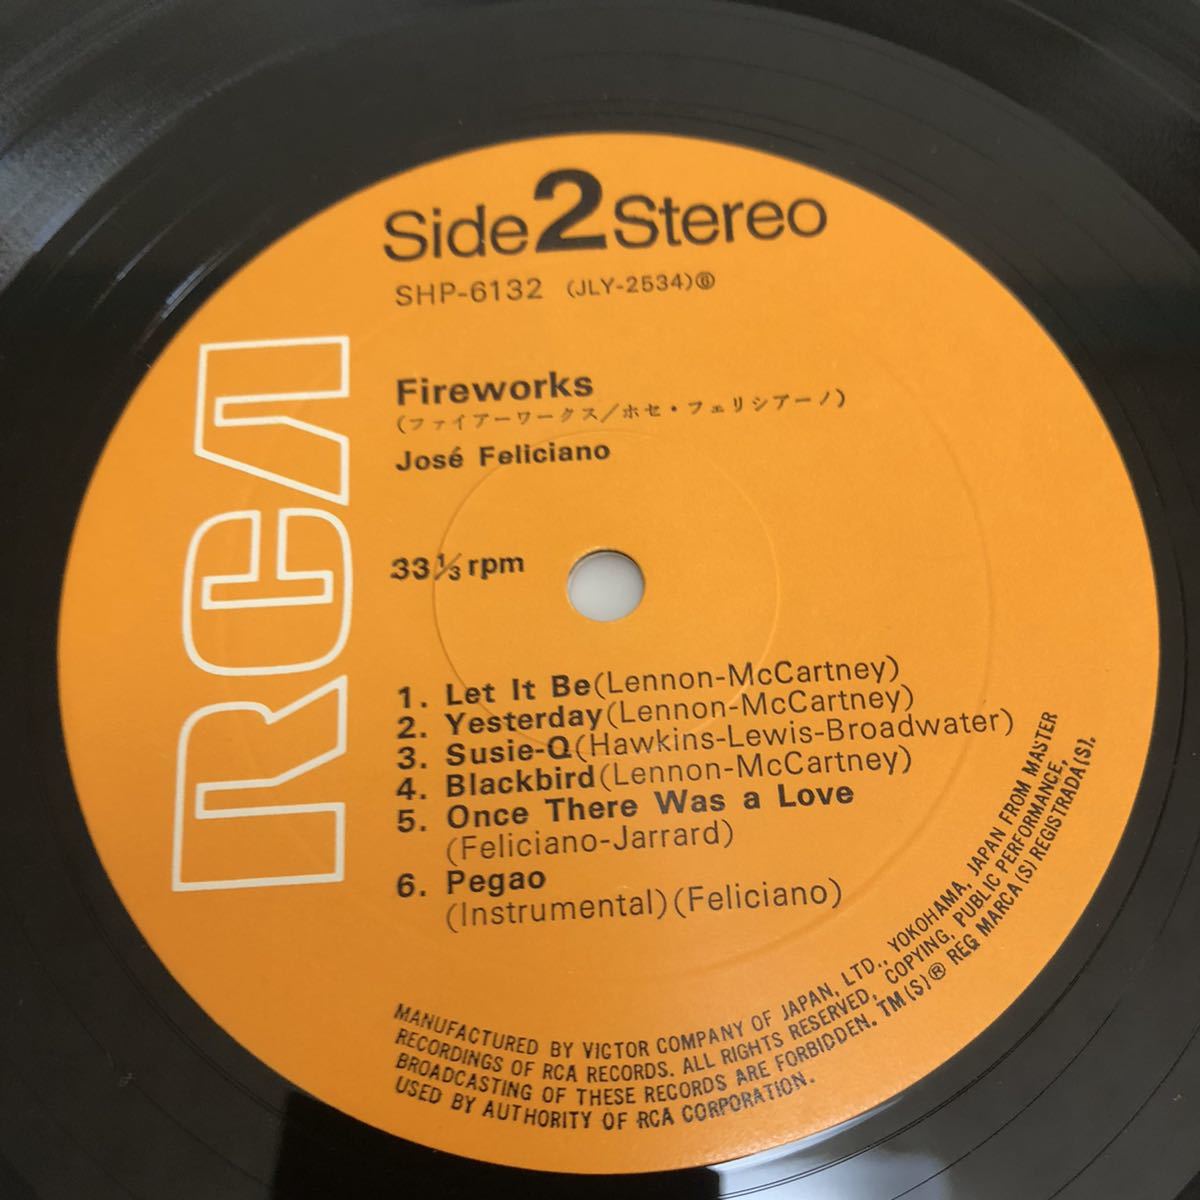 Side 2 Stereo
SHP-6132 (JLY-2534)®
Fireworks
(ファイアーワークス/ホセ・フェリシアーノ)
José Feliciano
33 1/3 rpm
RCA
1. Let It Be (Lennon-McCartney)
2. Yesterday (Lennon-McCartney)
3. Susie-Q (Hawkins-Lewis-Broadwater)
4. Blackbird (Lennon-McCartney)
5. Once There Was a Love
(Feliciano-Jarrard)
6. Pegao
(Instrumental) (Feliciano)
MANUFACTURED BY VICTOR COMPANY OF JAPAN, LTD., YOKOHAMA, JAPAN FROM MASTER
RECORDINGS OF RCA RECORDS. ALL RIGHTS RESERVED, COPYING, PUBLIC PERFORMANCE,
BROADCASTING OF THESE RECORDS ARE FORBIDDEN. TM(S)® REG MARCA(S) REGISTRADA(S).
USED BY AUTHORITY OF RCA CORPORATION.